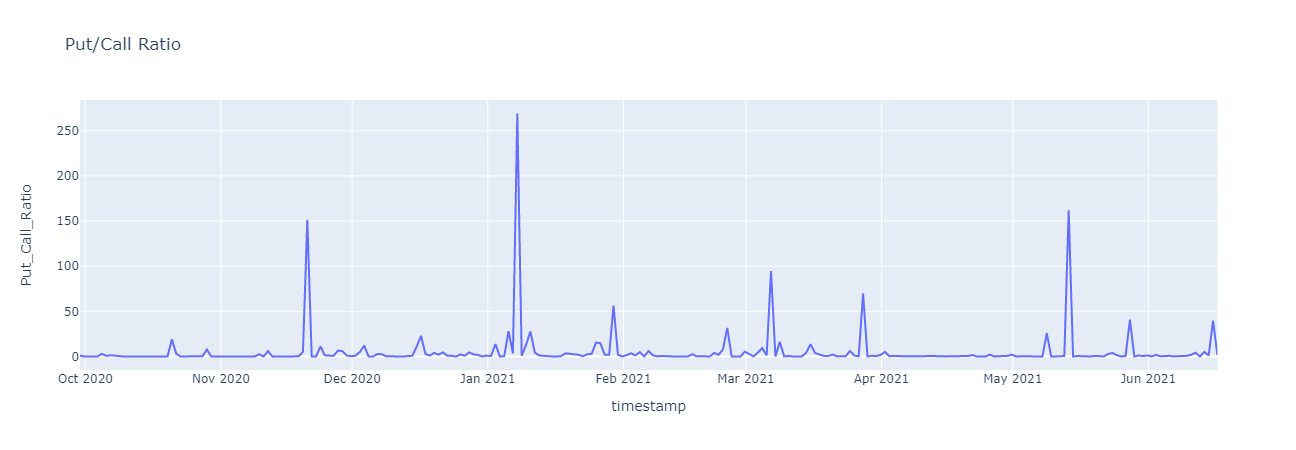 Put/Call Ratio
Put_Call_Ratio
250
200
150
100
50
0
Oct 2020 Nov 2020 Dec 2020 Jan 2021 Feb 2021 Mar 2021 Apr 2021 May 2021 Jun 2021
timestamp